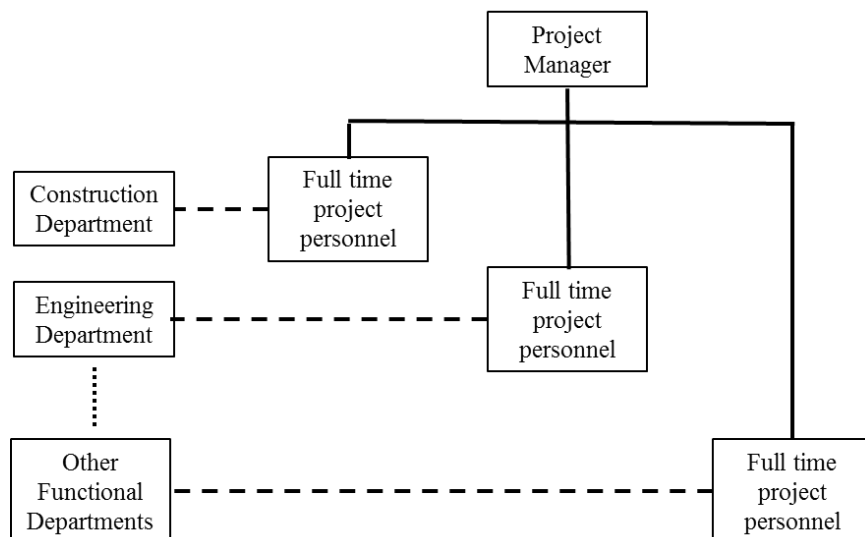 Project
Manager
Construction
Department
Full time
project
personnel
Engineering
Department
Full time
project
personnel
Other
Functional
Departments
Full time
project
personnel